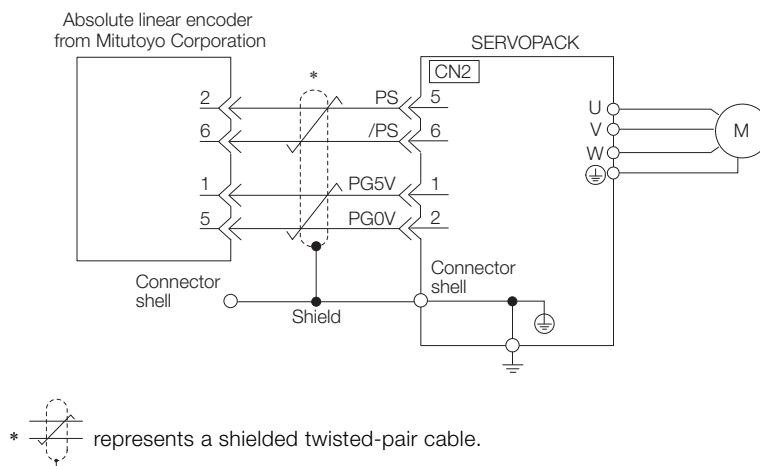 Absolute linear encoder
from Mitutoyo Corporation
SERVOPACK
CN2
*
2
PS
5
6
/PS
6
1
PG5V
1
5
PG0V
2
U
V
W
M
Connector
shell
Shield
Connector
shell
* represents a shielded twisted-pair cable.